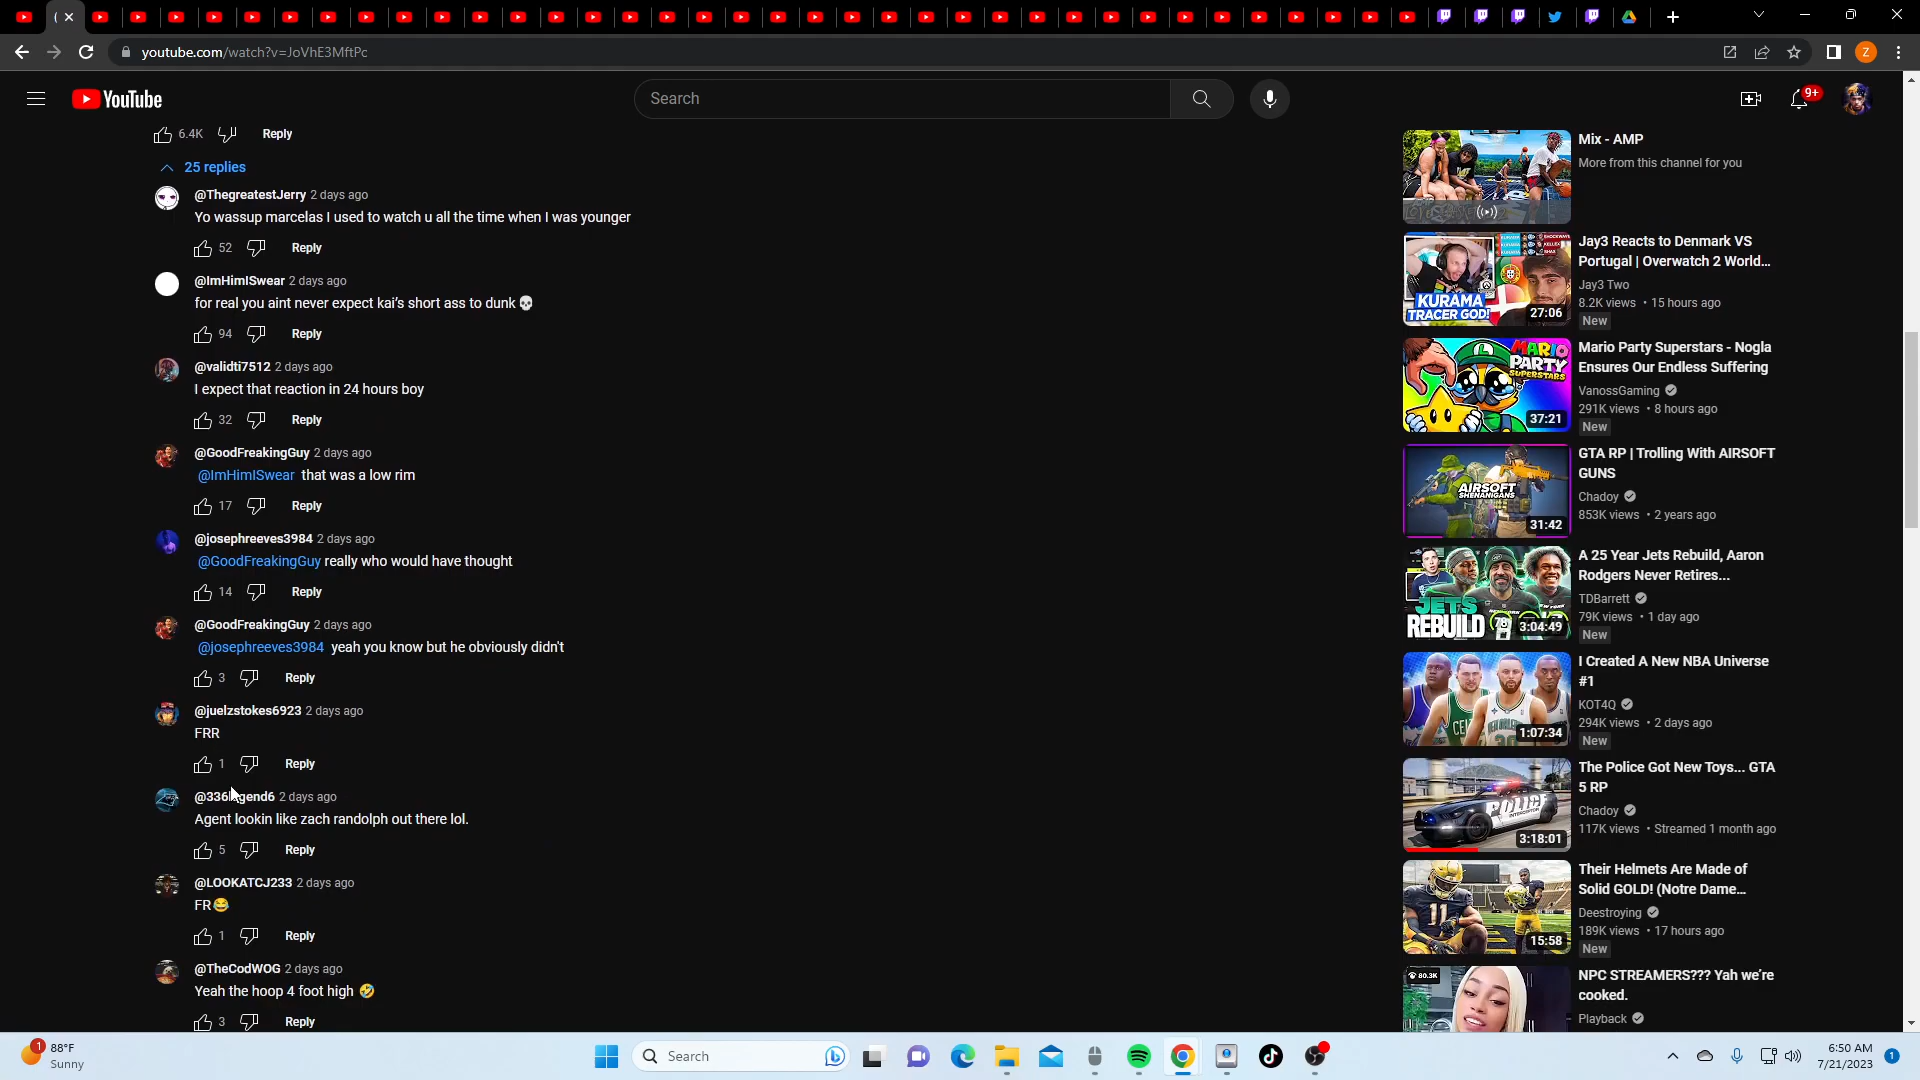 youtube.com/watch?v=JoVhE3MftPc
YouTube
Search
9+
6.4K Reply
25 replies
@ThegreatestJerry 2 days ago
Yo wassup marcelas I used to watch u all the time when I was younger
52 Reply
@ImHimISwear 2 days ago
for real you aint never expect kai's short ass to dunk 💀
94 Reply
@validti7512 2 days ago
I expect that reaction in 24 hours boy
32 Reply
@GoodFreakingGuy 2 days ago
@ImHimISwear that was a low rim
17 Reply
@josephreeves3984 2 days ago
@GoodFreakingGuy really who would have thought
14 Reply
@GoodFreakingGuy 2 days ago
@josephreeves3984 yeah you know but he obviously didn't
3 Reply
@juelzstokes6923 2 days ago
FRR
1 Reply
2 days ago
Agent lookin like zach randolph out there lol.
5 Reply
@LOOKATCJ233 2 days ago
FR😂
1 Reply
@TheCodWOG 2 days ago
Yeah the hoop 4 foot high 🤣
3 Reply
Mix - AMP
More from this channel for you
KURAMA
TRACER GOD!
27:06
Jay3 Reacts to Denmark VS
Portugal | Overwatch 2 World...
Jay3 Two
8.2K views • 15 hours ago
New
MARIO
PARTY
SUPERSTARS
37:21
Mario Party Superstars - Nogla
Ensures Our Endless Suffering
VanossGaming
291K views • 8 hours ago
New
AIRSOFT
SHENANIGANS
31:42
GTA RP | Trolling With AIRSOFT
GUNS
Chadoy
853K views • 2 years ago
JETS
REBUILD
3:04:49
A 25 Year Jets Rebuild, Aaron
Rodgers Never Retires...
TDBarrett
79K views • 1 day ago
New
1:07:34
I Created A New NBA Universe
#1
KOT4Q
294K views • 2 days ago
New
POLICE
3:18:01
The Police Got New Toys... GTA
5 RP
Chadoy
117K views • Streamed 1 month ago
11
15:58
Their Helmets Are Made of
Solid GOLD! (Notre Dame...
Deestroying
189K views • 17 hours ago
New
80.3K
NPC STREAMERS??? Yah we're
cooked.
Playback
1
88°F
Sunny
Search
6:50 AM
7/21/2023
1